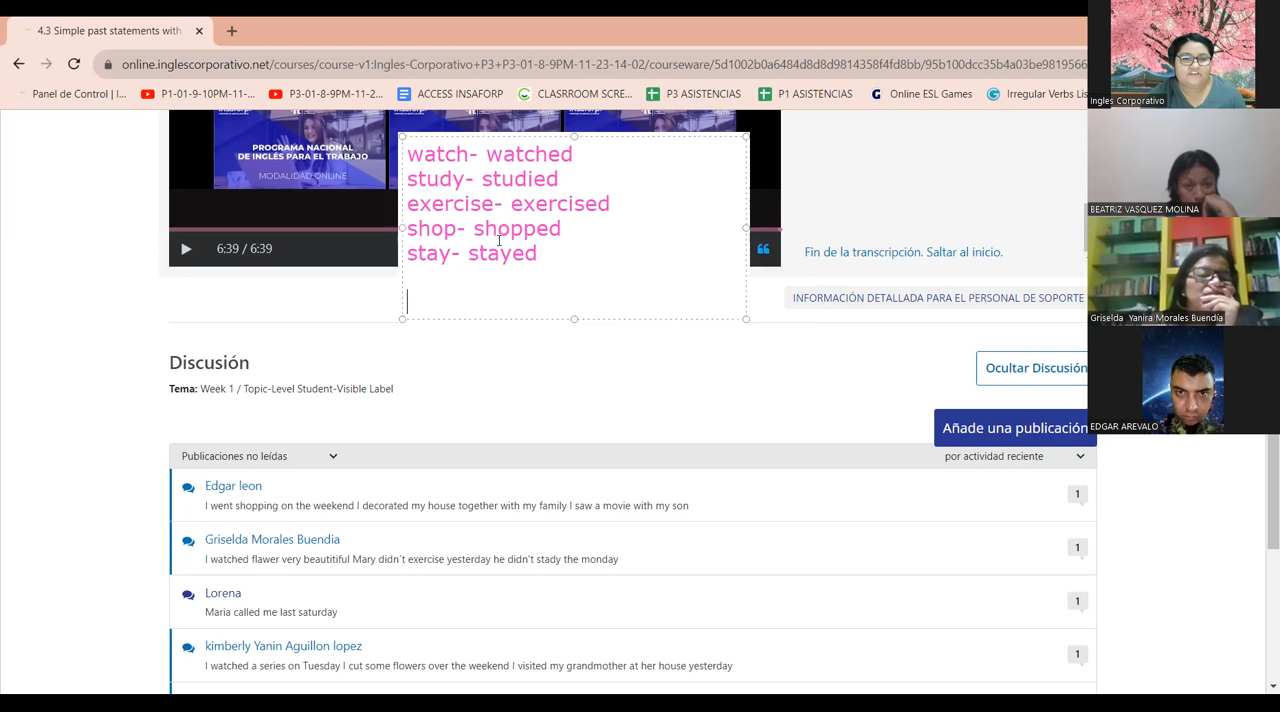 4.3 Simple past statements with
online.inglescorporativo.net/courses/course-v1:Ingles-Corporativo+P3+P3-01-8-9PM-11-23-14-02/courseware/5d1002b0a6484d8d8d9814358f4fd8bb/95b100dcc35b4a03be9819566
Panel de Control | I...
P1-01-9-10PM-11-...
P3-01-8-9PM-11-2...
ACCESS INSAFORP
CLASRROOM SCRE...
P3 ASISTENCIAS
P1 ASISTENCIAS
Online ESL Games
Irregular Verbs Lis
Ingles Corporativo
PROGRAMA NACIONAL
DE INGLÉS PARA EL TRABAJO
MODALIDAD ONLINE
watch- watched
study- studied
exercise- exercised
shop- shopped
stay- stayed
BEATRIZ VASQUEZ MOLINA
6:39 / 6:39
Fin de la transcripción. Saltar al inicio.
INFORMACIÓN DETALLADA PARA EL PERSONAL DE SOPORTE
Griselda Yanira Morales Buendía
Discusión
Ocultar Discusión
Tema: Week 1 / Topic-Level Student-Visible Label
EDGAR AREVALO
Añade una publicación
Publicaciones no leídas
por actividad reciente
Edgar leon
I went shopping on the weekend I decorated my house together with my family I saw a movie with my son
1
Griselda Morales Buendia
I watched flawer very beautitiful Mary didn´t exercise yesterday he didn't stady the monday
1
Lorena
Maria called me last saturday
1
kimberly Yanin Aguillon lopez
I watched a series on Tuesday I cut some flowers over the weekend I visited my grandmother at her house yesterday
1